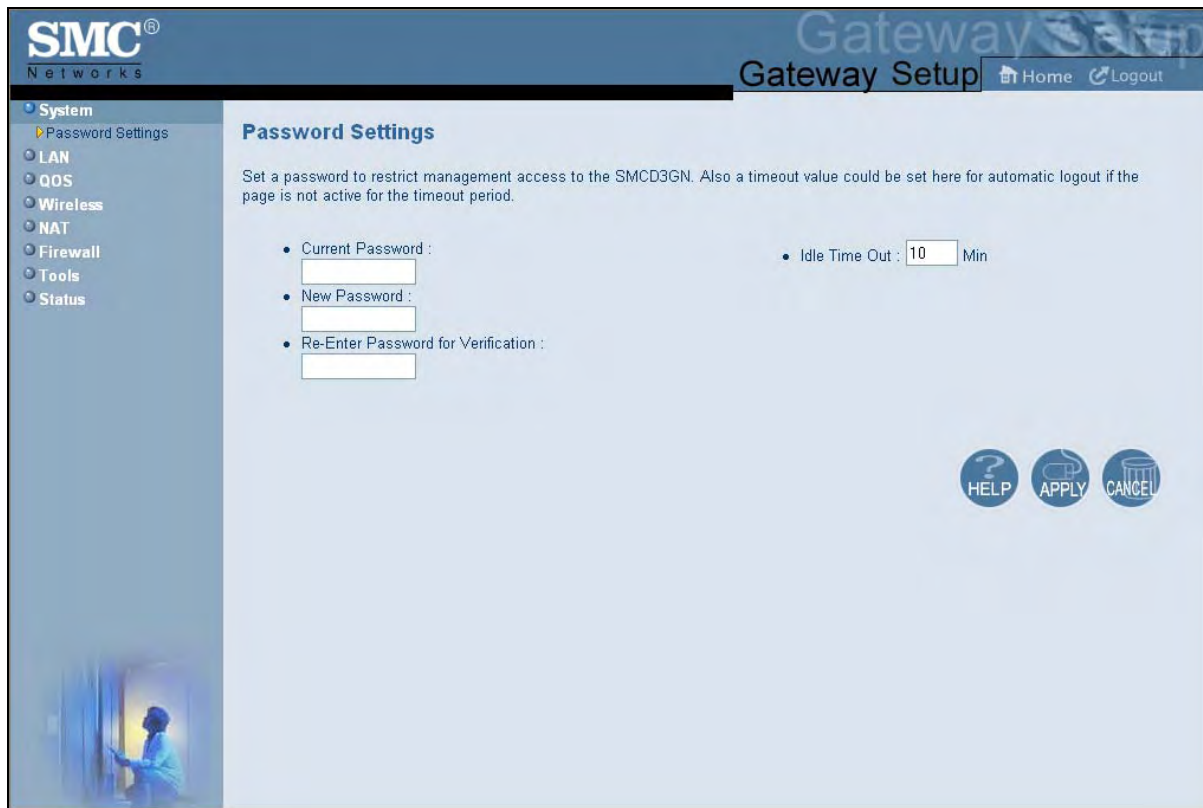 SMC®
Networks
Gateway Setup
Gateway Setup
Home
Logout
System
Password Settings
LAN
QOS
Wireless
NAT
Firewall
Tools
Status
Password Settings
Set a password to restrict management access to the SMCD3GN. Also a timeout value could be set here for automatic logout if the
page is not active for the timeout period.
• Current Password :
• New Password :
• Re-Enter Password for Verification :
• Idle Time Out : 10 Min
HELP
APPLY
CANCEL